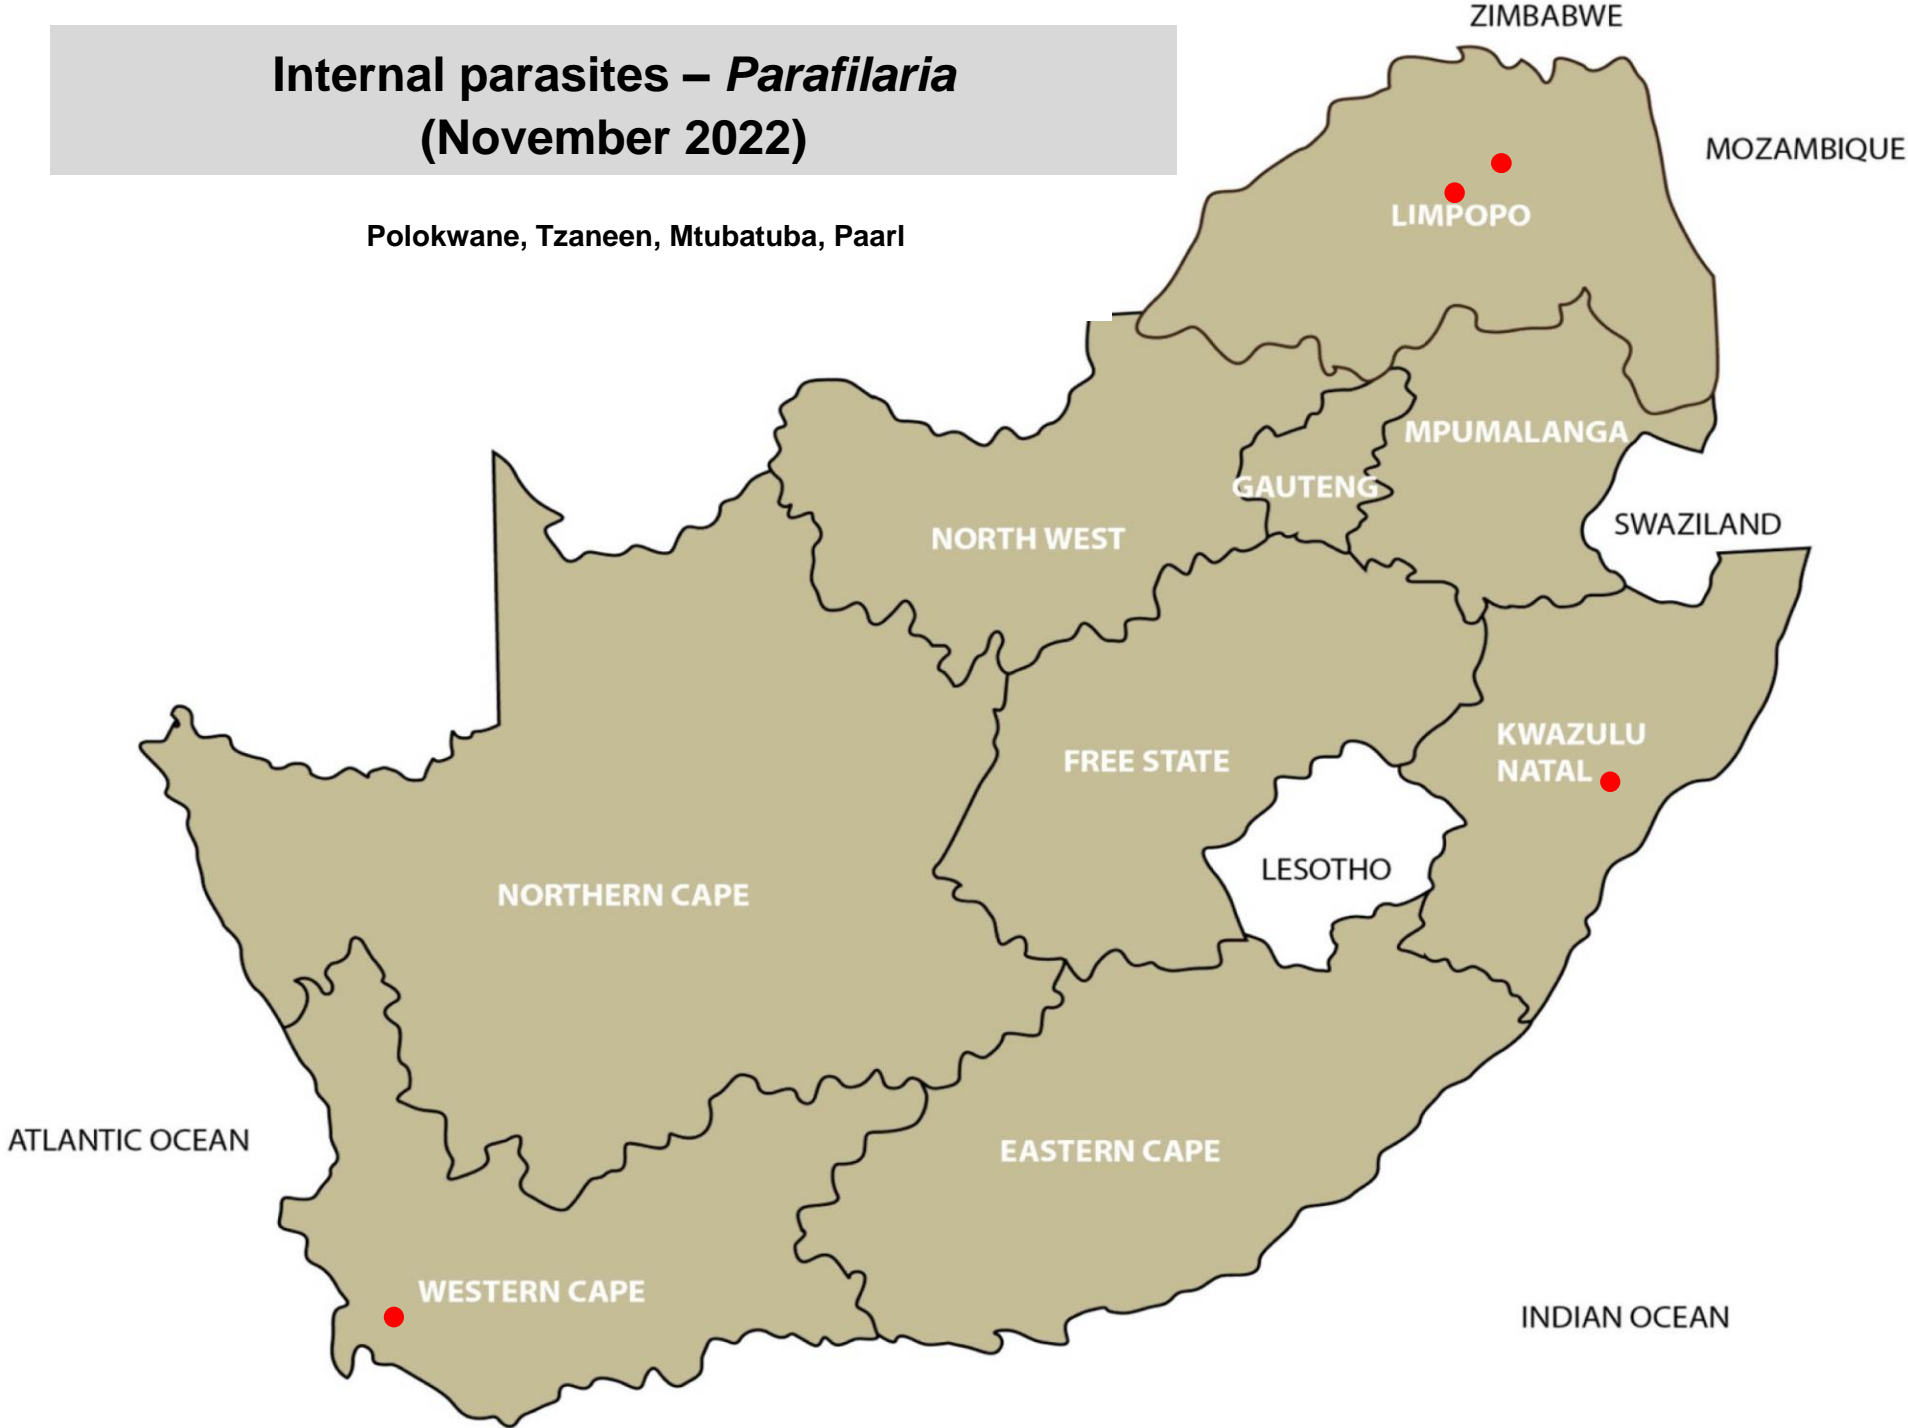 ZIMBABWE
Internal parasites – Parafilaria
(November 2022)
MOZAMBIQUE
LIMPOPO
Polokwane, Tzaneen, Mtubatuba, Paarl
MPUMALANGA
GAUTENG
SWAZILAND
NORTH WEST
KWAZULU
NATAL
FREE STATE
LESOTHO
NORTHERN CAPE
ATLANTIC OCEAN
EASTERN CAPE
WESTERN CAPE
INDIAN OCEAN